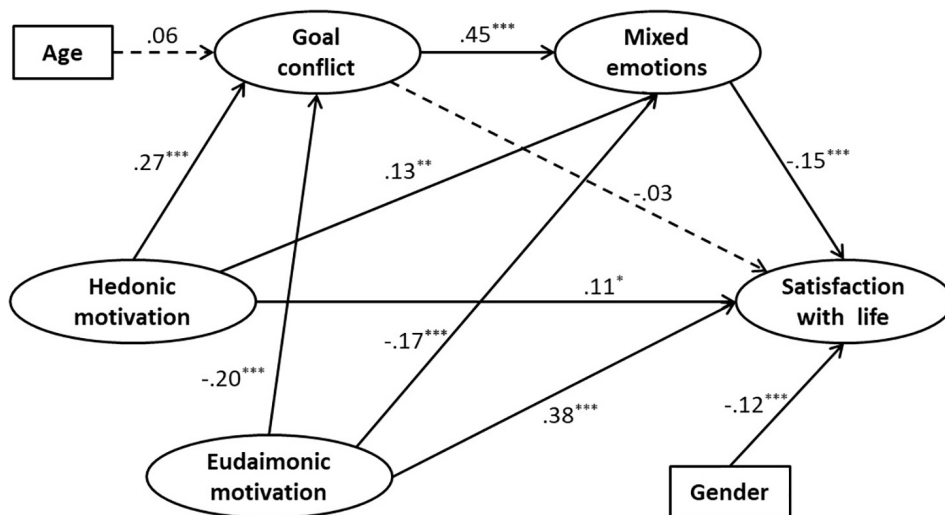 Age
.06
Goal
conflict
.45***
Mixed
emotions
.27***
.13**
-.03
-.15***
Hedonic
motivation
.11*
Satisfaction
with life
-.20***
-.17***
.38***
-.12***
Eudaimonic
motivation
Gender